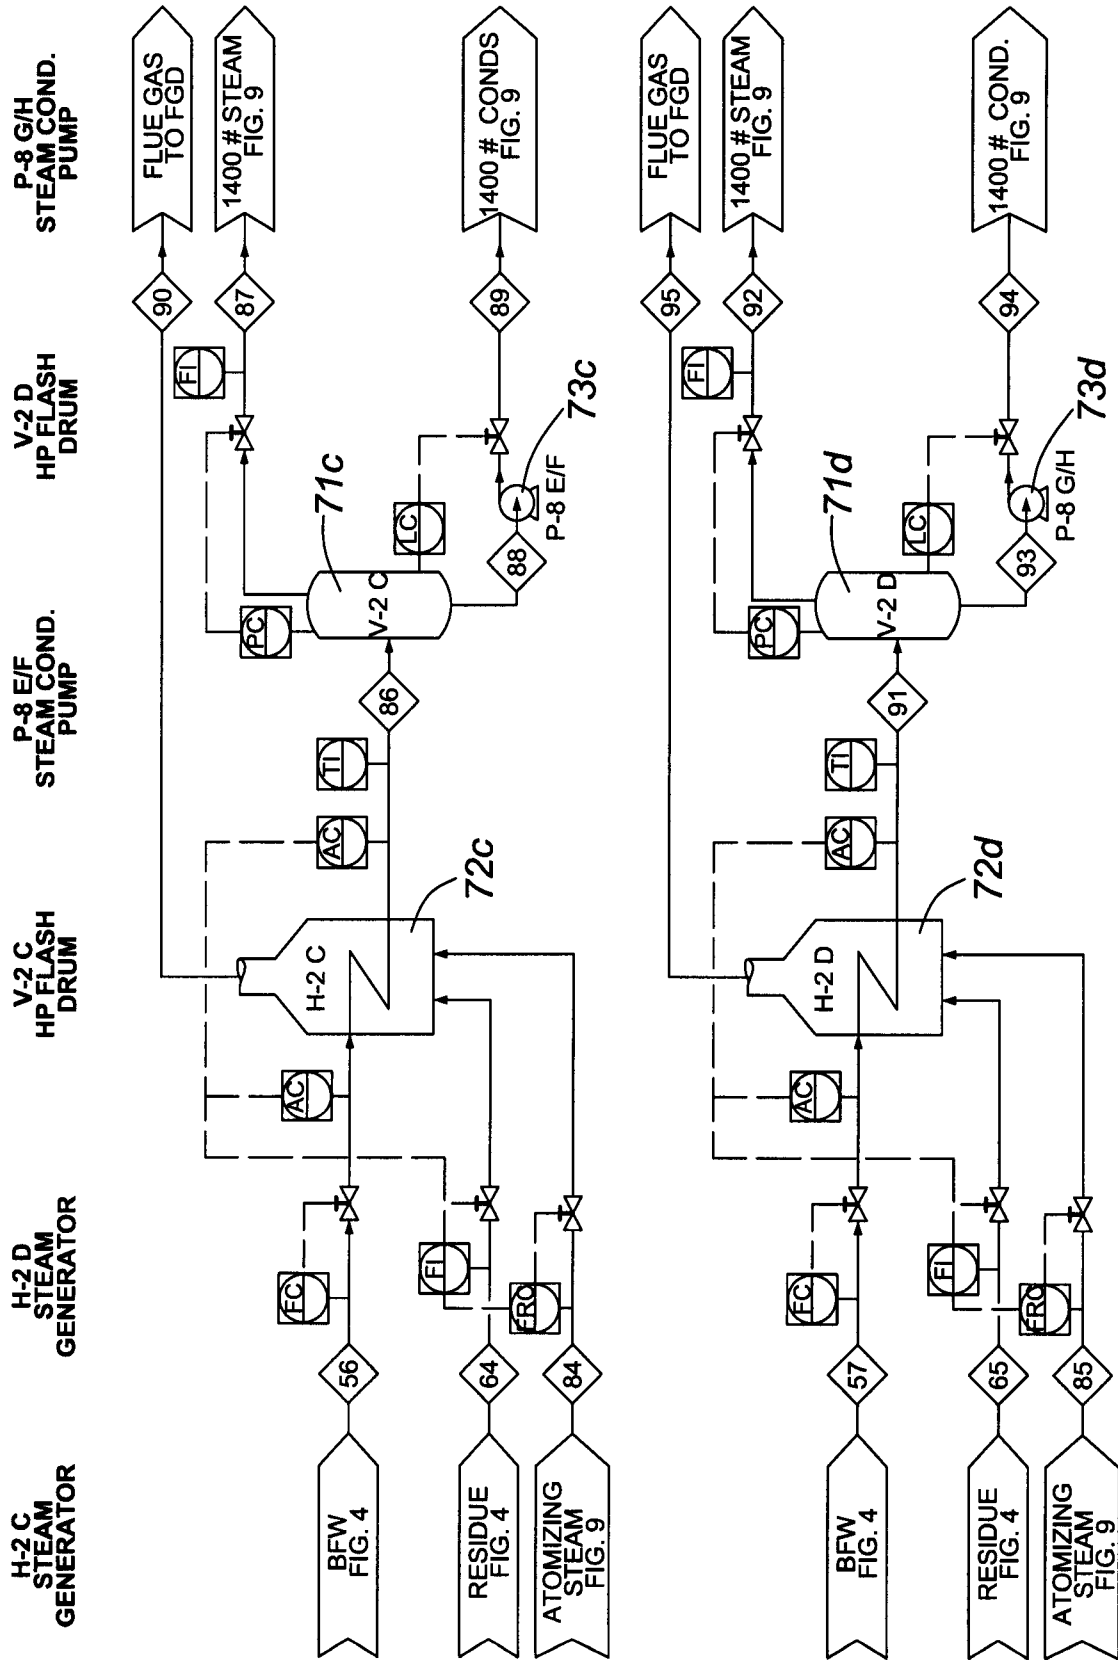 H-2 C
STEAM
GENERATOR
H-2 D
STEAM
GENERATOR
V-2 C
HP FLASH
DRUM
P-8 E/F
STEAM COND.
PUMP
V-2 D
HP FLASH
DRUM
P-8 G/H
STEAM COND.
PUMP
90
FLUE GAS
TO FGD
FI
87
1400 # STEAM
FIG. 9
PC
71c
AC
AC
TI
H-2 C
FC
BFW
FIG. 4
56
86
V-2 C
LC
72c
FI
RESIDUE
FIG. 4
64
89
1400 # CONDS
FIG. 9
FRC
88
P-8 E/F
73c
ATOMIZING
STEAM
FIG. 9
84
95
FLUE GAS
TO FGD
FI
92
1400 # STEAM
FIG. 9
PC
71d
AC
AC
TI
H-2 D
FC
BFW
FIG. 4
57
91
V-2 D
LC
72d
FI
RESIDUE
FIG. 4
65
94
1400 # COND.
FIG. 9
FRC
93
P-8 G/H
73d
ATOMIZING
STEAM
FIG. 9
85